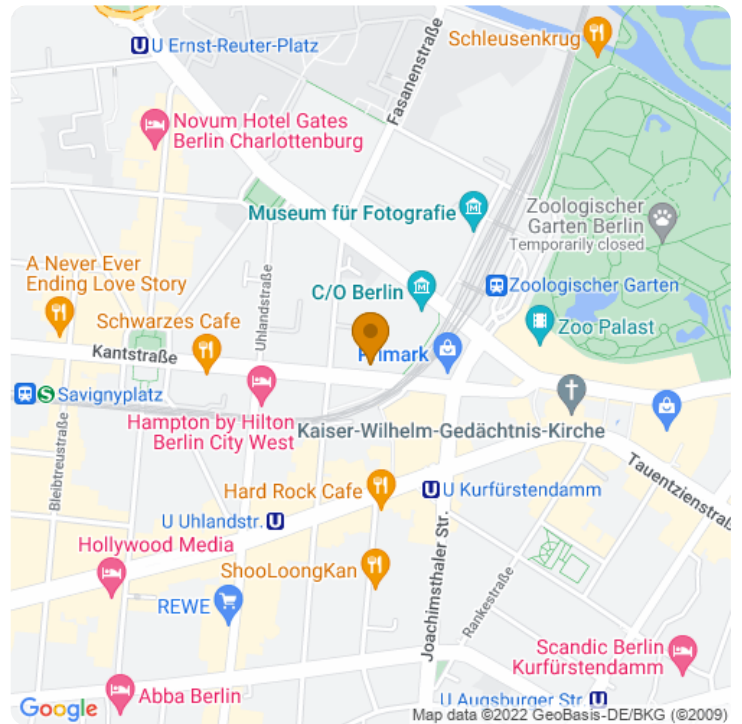 U Ernst-Reuter-Platz
Schleusenkrug
Fasanenstraße
Novum Hotel Gates
Berlin Charlottenburg
Museum für Fotografie
Zoologischer
Garten Berlin
Temporarily closed
A Never Ever
Ending Love Story
Uhlandstraße
C/O Berlin
Zoologischer Garten
Schwarzes Cafe
Zoo Palast
Kantstraße
Primark
S Savignyplatz
Hampton by Hilton
Berlin City West
Kaiser-Wilhelm-Gedächtnis-Kirche
Bleibtreustraße
Tauentzienstraße
Hard Rock Cafe
U U Kurfürstendamm
U Uhlandstr. U
Joachimsthaler Str.
Hollywood Media
ShooLoongKan
Rankestraße
REWE
Scandic Berlin
Kurfürstendamm
Abba Berlin
U Augsburger Str. U
Google
Map data ©2022 GeoBasis-DE/BKG (©2009)